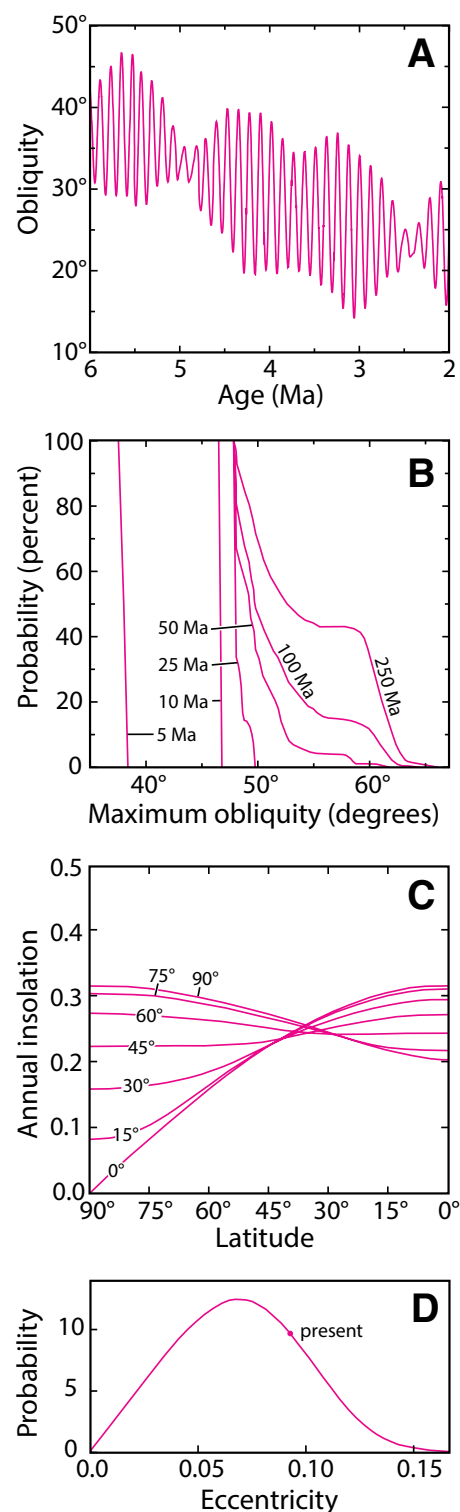 A
50°
40°
30°
20°
10°
Obliquity
6 5 4 3 2
Age (Ma)
B
100
80
60
40
20
0
Probability (percent)
50 Ma
25 Ma
10 Ma
5 Ma
100 Ma
250 Ma
40° 50° 60°
Maximum obliquity (degrees)
C
0.5
0.4
0.3
0.2
0.1
0.0
Annual insolation
75° 90°
60°
45°
30°
15°
0°
90° 75° 60° 45° 30° 15° 0°
Latitude
D
10
5
0
Probability
present
0.0 0.05 0.10 0.15
Eccentricity